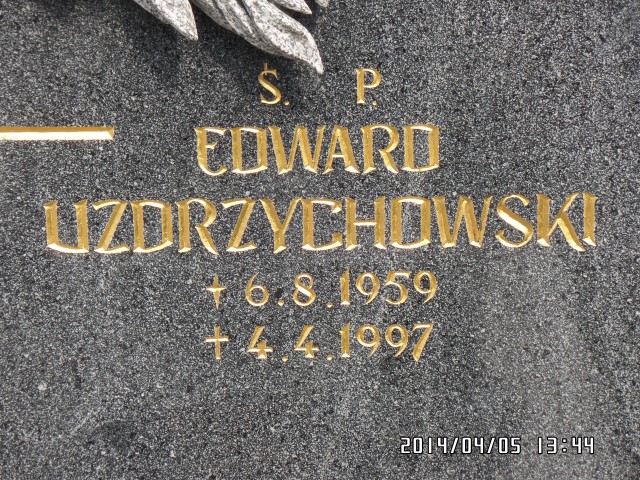 Ś. P.
EDWARD
UZDRZYCHOWSKI
+ 6.8.1959
+ 4.4.1997
2014/04/05 13:44